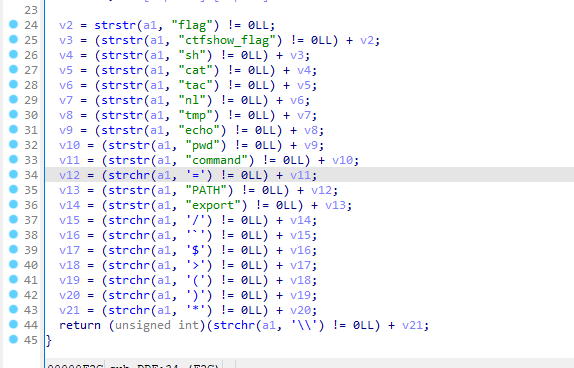 23
24 v2 = strstr(a1, "flag") != 0LL;
25 v3 = (strstr(a1, "ctfshow_flag") != 0LL) + v2;
26 v4 = (strstr(a1, "sh") != 0LL) + v3;
27 v5 = (strstr(a1, "cat") != 0LL) + v4;
28 v6 = (strstr(a1, "tac") != 0LL) + v5;
29 v7 = (strstr(a1, "nl") != 0LL) + v6;
30 v8 = (strstr(a1, "tmp") != 0LL) + v7;
31 v9 = (strstr(a1, "echo") != 0LL) + v8;
32 v10 = (strstr(a1, "pwd") != 0LL) + v9;
33 v11 = (strstr(a1, "command") != 0LL) + v10;
34 v12 = (strchr(a1, '=') != 0LL) + v11;
35 v13 = (strstr(a1, "PATH") != 0LL) + v12;
36 v14 = (strstr(a1, "export") != 0LL) + v13;
37 v15 = (strchr(a1, '/') != 0LL) + v14;
38 v16 = (strchr(a1, '`') != 0LL) + v15;
39 v17 = (strchr(a1, '$') != 0LL) + v16;
40 v18 = (strchr(a1, '>') != 0LL) + v17;
41 v19 = (strchr(a1, '(') != 0LL) + v18;
42 v20 = (strchr(a1, ')') != 0LL) + v19;
43 v21 = (strchr(a1, '*') != 0LL) + v20;
44 return (unsigned int)(strchr(a1, '\\') != 0LL) + v21;
45 }